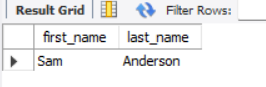 Result Grid Filter Rows:
first_name last_name
Sam Anderson